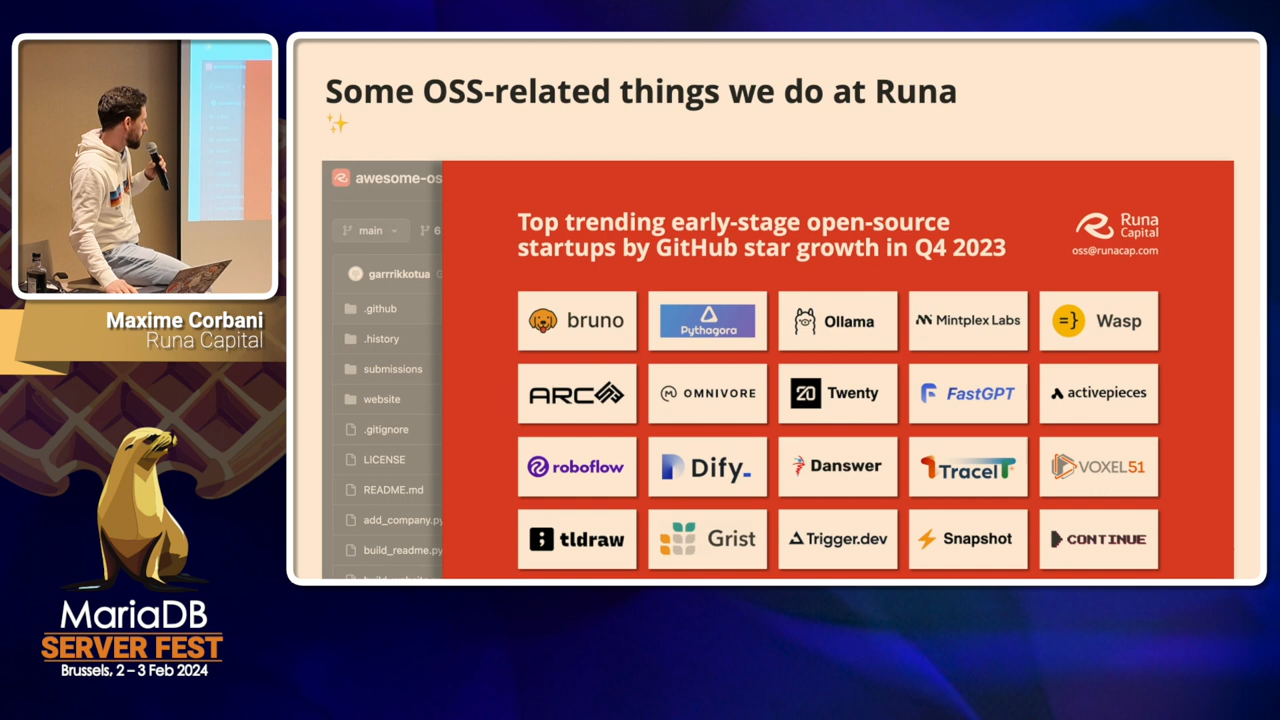 Maxime Corbani
Runa Capital
MariaDB
SERVER FEST
Brussels, 2 – 3 Feb 2024
Some OSS-related things we do at Runa
✨
awesome-os
main
6
garrrikkotua
.github
.history
submissions
website
.gitignore
LICENSE
README.md
add_company.py
build_readme.py
Top trending early-stage open-source
startups by GitHub star growth in Q4 2023
Runa
Capital
oss@runacap.com
bruno
Pythagora
Ollama
Mintplex Labs
=} Wasp
ARC
OMNIVORE
20 Twenty
FastGPT
activepieces
roboflow
Dify_
Danswer
TraceIT
VOXEL51
tldraw
Grist
Trigger.dev
Snapshot
CONTINUE